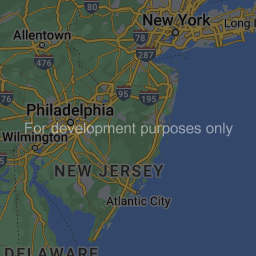 80
New York
Allentown
78
Long
287
476
95
195
76
Philadelphia
For development purposes only
Wilmington
NEW JERSEY
Atlantic City
DELAWARE